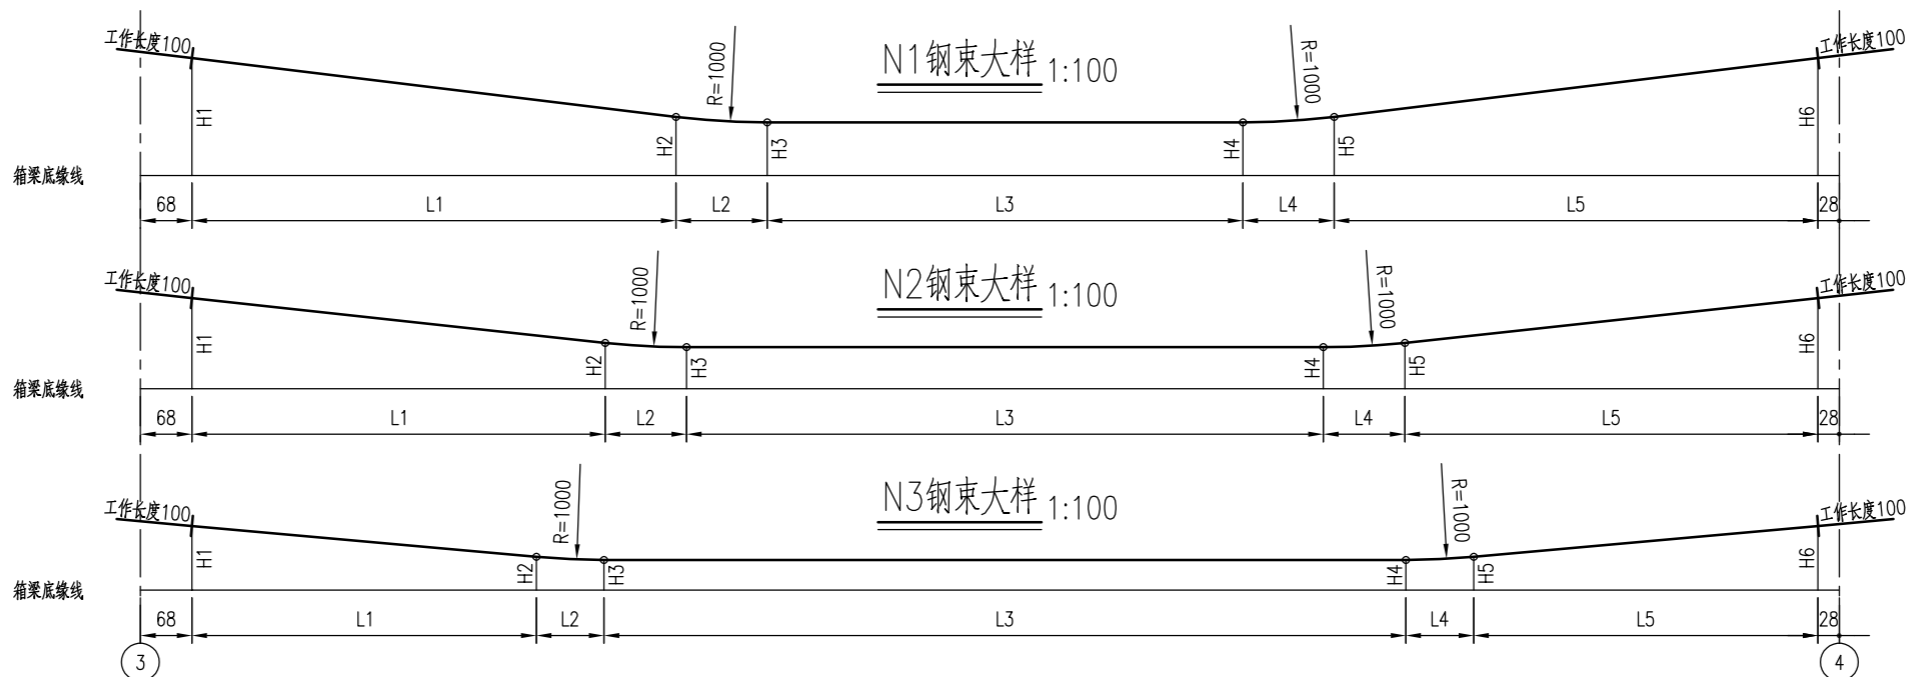 工作长度100
N1钢束大样 1:100
工作长度100
R=1000
R=1000
H1
H2
H3
H4
H5
H6
箱梁底缘线
68
L1
L2
L3
L4
L5
28
工作长度100
N2钢束大样 1:100
工作长度100
R=1000
R=1000
H1
H2
H3
H4
H5
H6
箱梁底缘线
68
L1
L2
L3
L4
L5
28
工作长度100
N3钢束大样 1:100
工作长度100
R=1000
R=1000
H1
H2
H3
H4
H5
H6
箱梁底缘线
68
L1
L2
L3
L4
L5
28
3
4